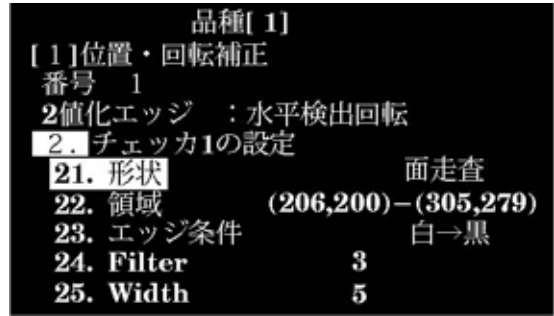 品種[ 1]
[1]位置・回転補正
番号 1
2値化エッジ :水平検出回転
2. チェッカ1の設定
21. 形状 面走査
22. 領域 (206,200)−(305,279)
23. エッジ条件 白→黒
24. Filter 3
25. Width 5